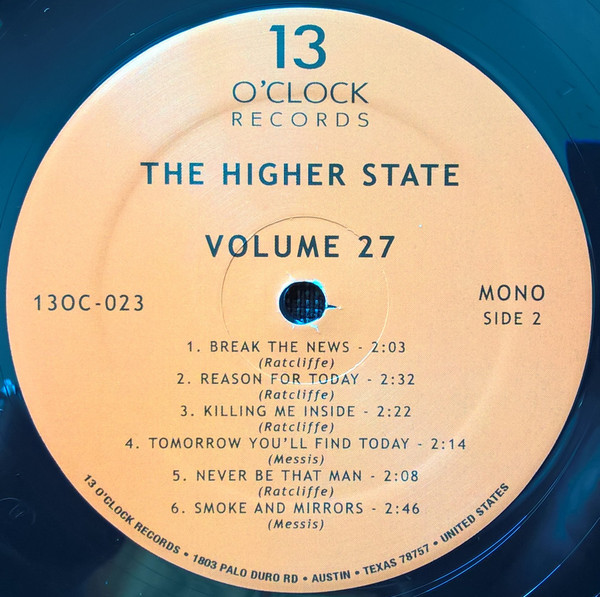 13
O'CLOCK
RECORDS
THE HIGHER STATE
VOLUME 27
13OC-023
MONO
SIDE 2
1. BREAK THE NEWS - 2:03
(Ratcliffe)
2. REASON FOR TODAY - 2:32
(Ratcliffe)
3. KILLING ME INSIDE - 2:22
(Ratcliffe)
4. TOMORROW YOU'LL FIND TODAY - 2:14
(Messis)
5. NEVER BE THAT MAN - 2:08
(Ratcliffe)
6. SMOKE AND MIRRORS - 2:46
(Messis)
13 O'CLOCK RECORDS • 1803 PALO DURO RD • AUSTIN • TEXAS 78757 • UNITED STATES